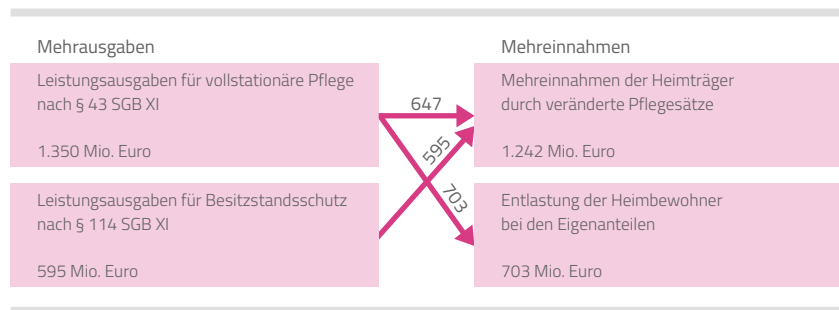 Mehrausgaben
Leistungsausgaben für vollstationäre Pflege
nach § 43 SGB XI
1.350 Mio. Euro
Leistungsausgaben für Besitzstandsschutz
nach § 114 SGB XI
595 Mio. Euro
647
595
703
Mehreinnahmen
Mehreinnahmen der Heimträger
durch veränderte Pflegesätze
1.242 Mio. Euro
Entlastung der Heimbewohner
bei den Eigenanteilen
703 Mio. Euro